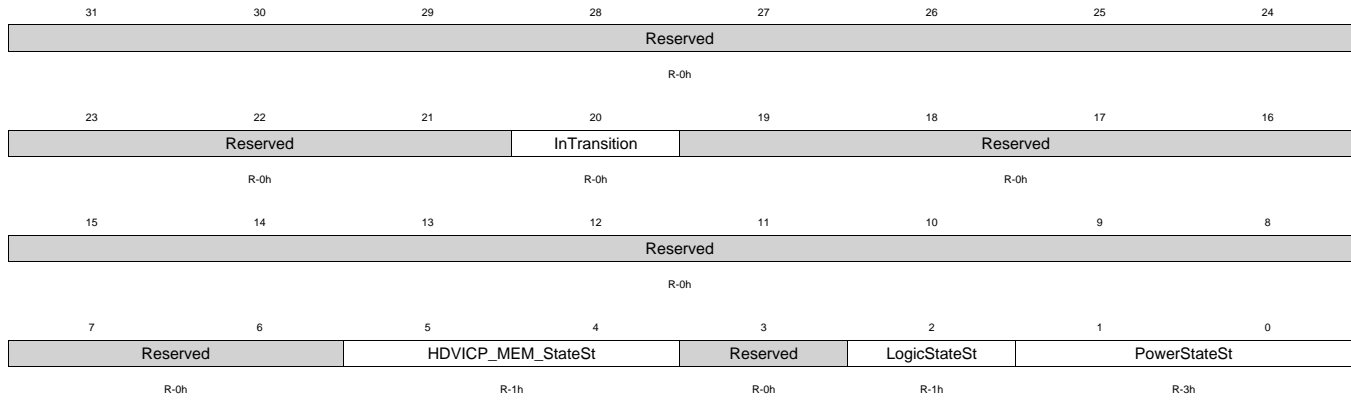 31 30 29 28 27 26 25 24
Reserved
R-0h
23 22 21 20 19 18 17 16
Reserved InTransition Reserved
R-0h R-0h R-0h
15 14 13 12 11 10 9 8
Reserved
R-0h
7 6 5 4 3 2 1 0
Reserved HDVICP_MEM_StateSt Reserved LogicStateSt PowerStateSt
R-0h R-1h R-0h R-1h R-3h